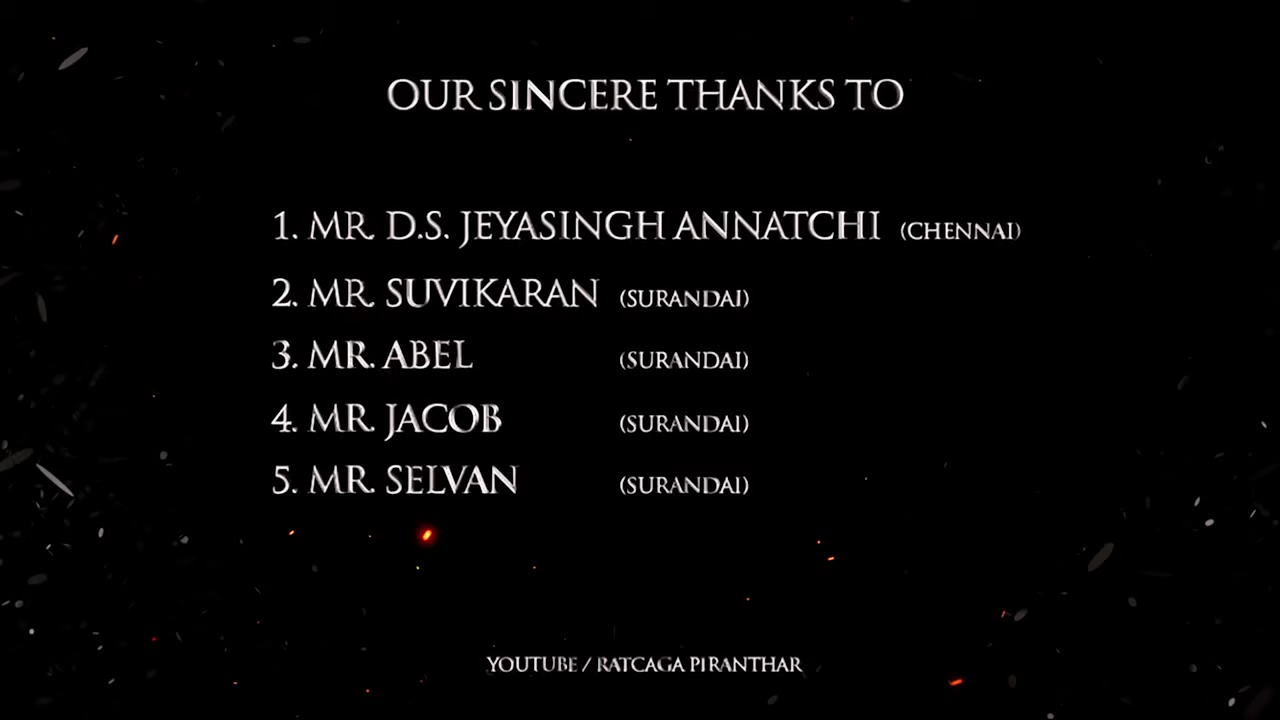 OUR SINCERE THANKS TO
1. MR. D.S. JEYASINGH ANNATCHI (CHENNAI)
2. MR. SUVIKARAN (SURANDAI)
3. MR. ABEL (SURANDAI)
4. MR. JACOB (SURANDAI)
5. MR. SELVAN (SURANDAI)
YOUTUBE / RATCAGA PIRANTHAR